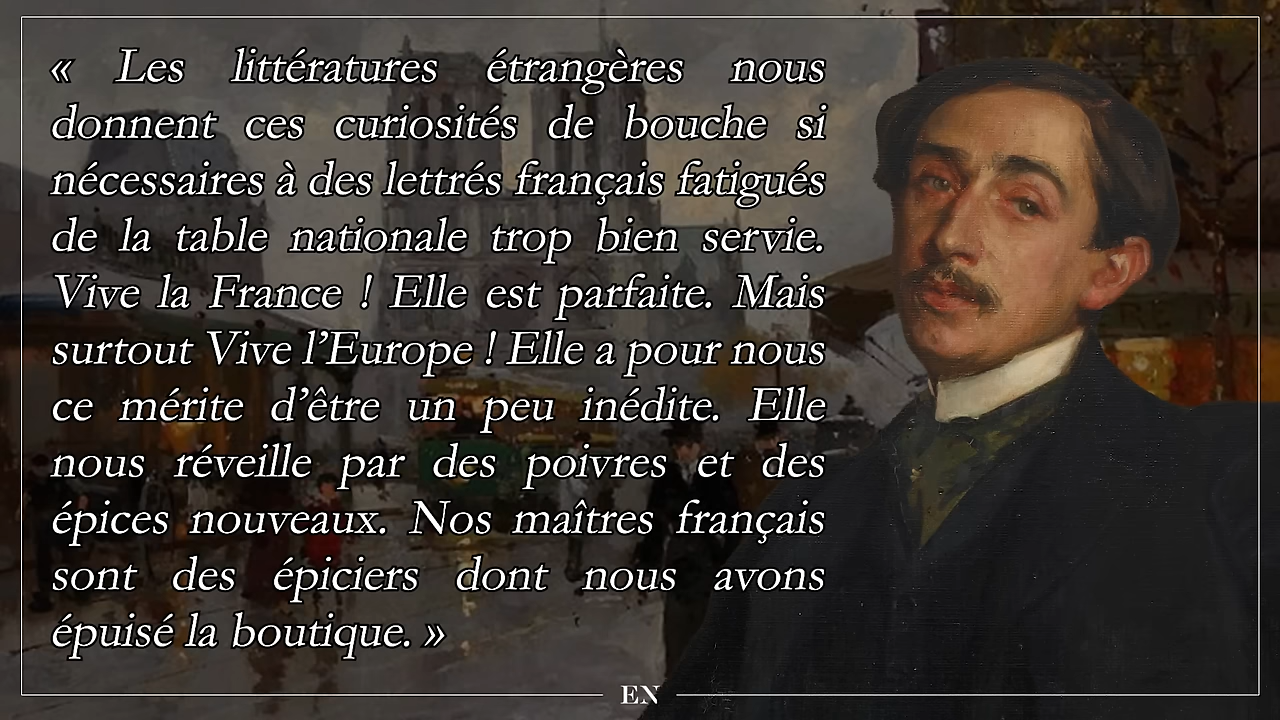 « Les littératures étrangères nous
donnent ces curiosités de bouche si
nécessaires à des lettrés français fatigués
de la table nationale trop bien servie.
Vive la France ! Elle est parfaite. Mais
surtout Vive l’Europe ! Elle a pour nous
ce mérite d’être un peu inédite. Elle
nous réveille par des poivres et des
épices nouveaux. Nos maîtres français
sont des épiciers dont nous avons
épuisé la boutique. »
EN